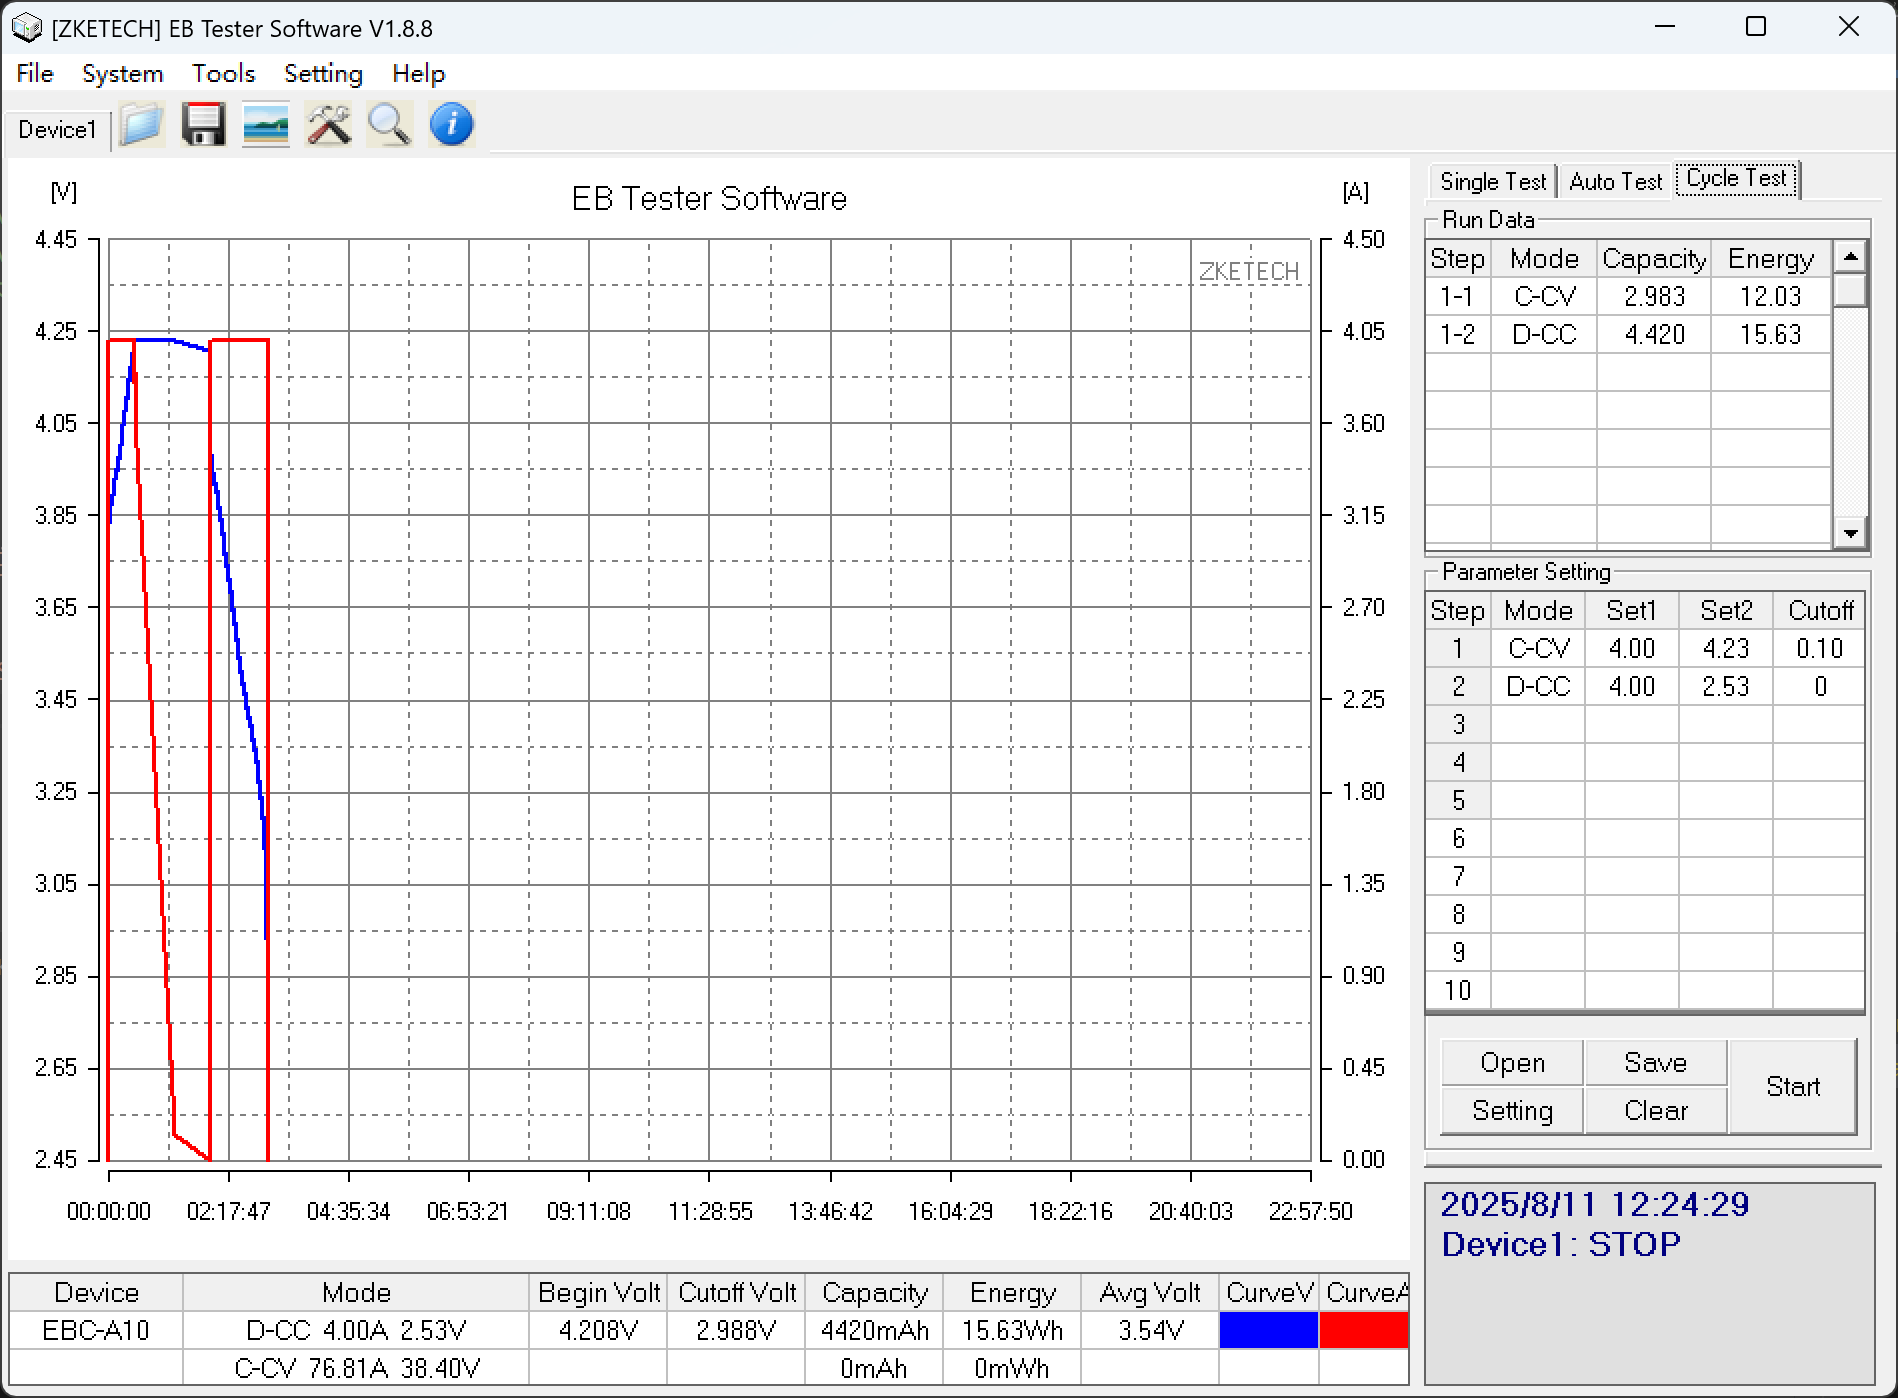 [ZKETECH] EB Tester Software V1.8.8
File System Tools Setting Help
Device1
[V] EB Tester Software [A]
ZKETECH
4.45 4.50
4.25 4.05
4.05 3.60
3.85 3.15
3.65 2.70
3.45 2.25
3.25 1.80
3.05 1.35
2.85 0.90
2.65 0.45
2.45 0.00
00:00:00 02:17:47 04:35:34 06:53:21 09:11:08 11:28:55 13:46:42 16:04:29 18:22:16 20:40:03 22:57:50
Device Mode Begin Volt Cutoff Volt Capacity Energy Avg Volt CurveV CurveA
EBC-A10 D-CC 4.00A 2.53V 4.208V 2.988V 4420mAh 15.63Wh 3.54V
C-CV 76.81A 38.40V 0mAh 0mWh
Single Test Auto Test Cycle Test
Run Data
Step Mode Capacity Energy
1-1 C-CV 2.983 12.03
1-2 D-CC 4.420 15.63
Parameter Setting
Step Mode Set1 Set2 Cutoff
1 C-CV 4.00 4.23 0.10
2 D-CC 4.00 2.53 0
3
4
5
6
7
8
9
10
Open Save Start
Setting Clear
2025/8/11 12:24:29
Device1: STOP